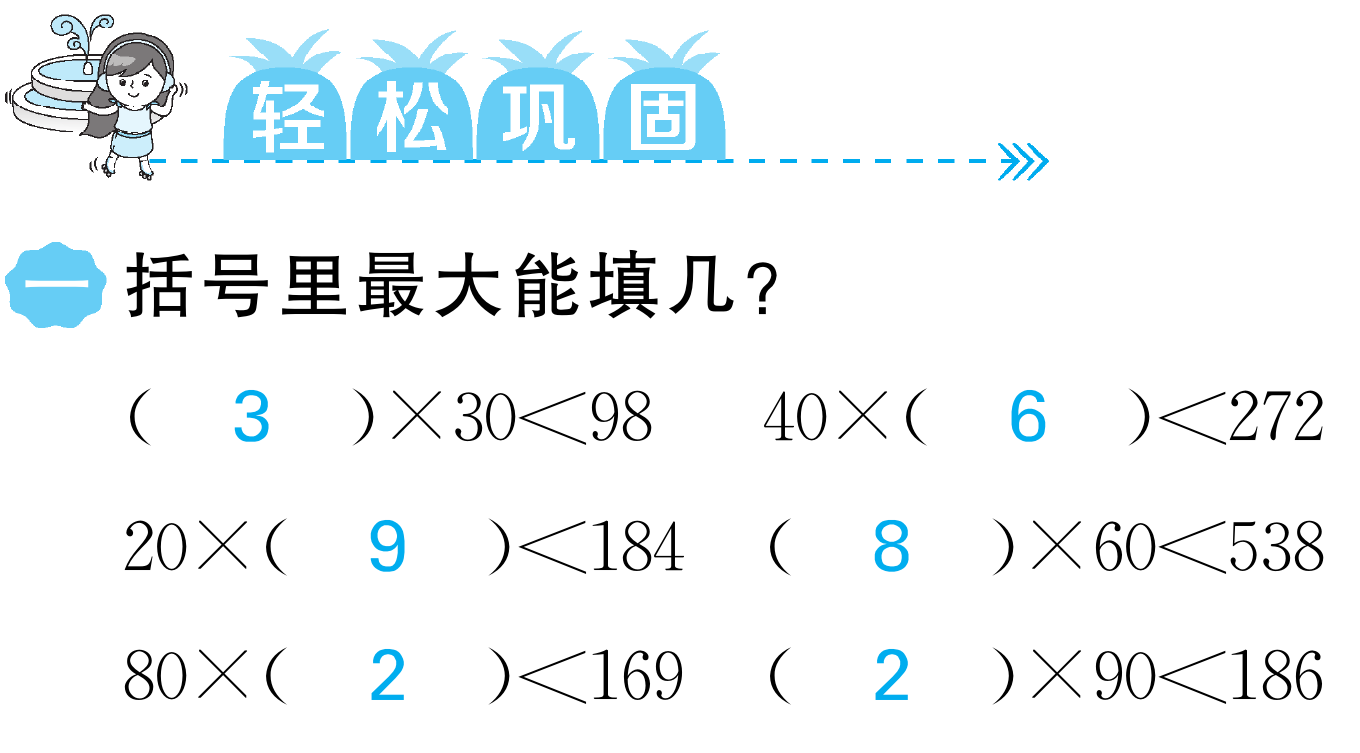 轻松巩固
一 括号里最大能填几?
( 3 )×30<98 40×( 6 )<272
20×( 9 )<184 ( 8 )×60<538
80×( 2 )<169 ( 2 )×90<186